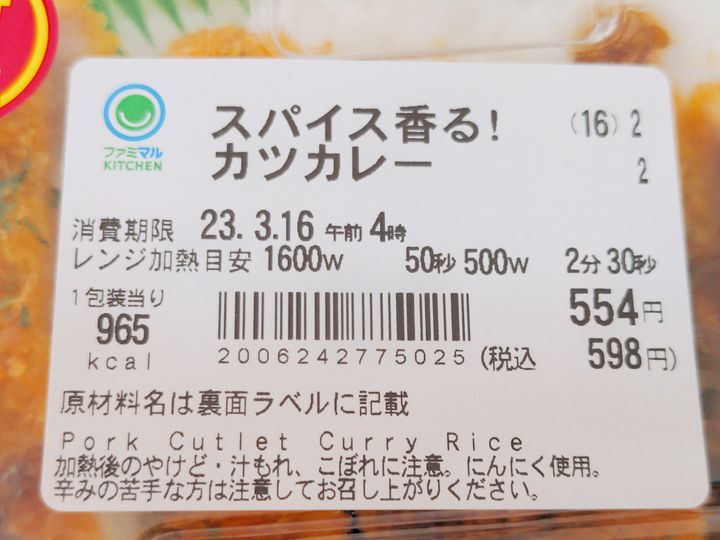 スパイス香る!
カツカレー
(16) 2
2
ファミマル
KITCHEN
消費期限 23. 3.16 午前 4時
レンジ加熱目安 1600W 50秒 500W 2分 30秒
1包装当り
965
kcal
2006242775025
554円
(税込 598円)
原材料名は裏面ラベルに記載
Pork Cutlet Curry Rice
加熱後のやけど・汁もれ、こぼれに注意。にんにく使用。
辛みの苦手な方は注意してお召し上がりください。